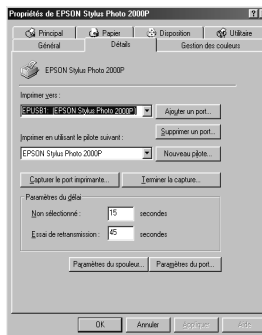 Propriétés de EPSON Stylus Photo 2000P
Principal Papier Disposition Utilitaire
Général Détails Gestion des couleurs
EPSON Stylus Photo 2000P
Imprimer vers :
EPUSB1: (EPSON Stylus Photo 2000P) Ajouter un port...
Supprimer un port...
Imprimer en utilisant le pilote suivant :
EPSON Stylus Photo 2000P Nouveau pilote...
Capturer le port imprimante... Terminer la capture...
Paramètres du délai
Non sélectionné : 15 secondes
Essai de retransmission : 45 secondes
Paramètres du spouleur... Paramètres du port...
OK Annuler Appliquer Aide